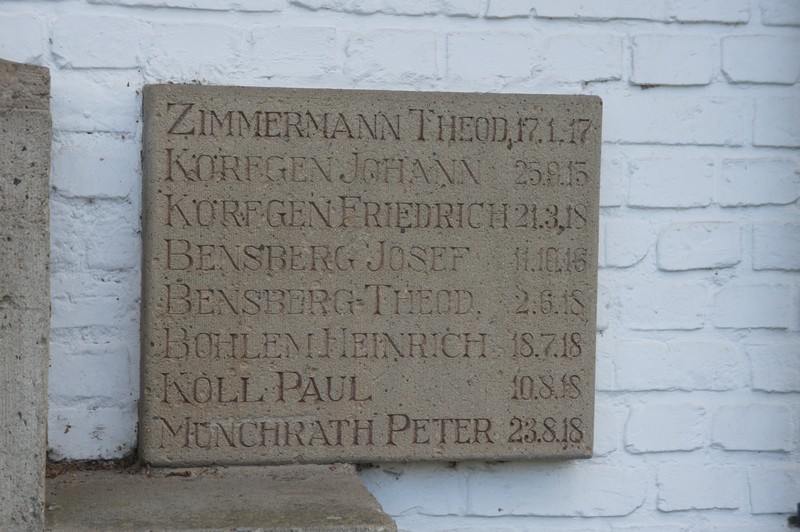 ZIMMERMANN THEOD. 17.1.17
KÖRFGEN JOHANN 25.9.15
KÖRFGEN FRIEDRICH 21.3.18
BENSBERG JOSEF 11.10.16
BENSBERG THEOD. 2.6.18
BOHLEM HEINRICH 18.7.18
KOLL PAUL 10.8.18
MÜNCHRATH PETER 23.8.18